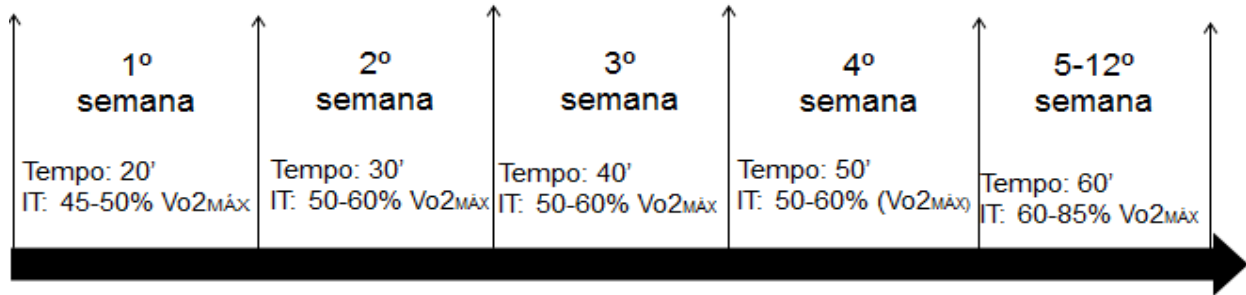 1º
semana
Tempo: 20’
IT: 45-50% Vo2MÁX
2º
semana
Tempo: 30’
IT: 50-60% Vo2MÁX
3º
semana
Tempo: 40’
IT: 50-60% Vo2MÁX
4º
semana
Tempo: 50’
IT: 50-60% (Vo2MÁX)
5-12º
semana
Tempo: 60’
IT: 60-85% Vo2MÁX